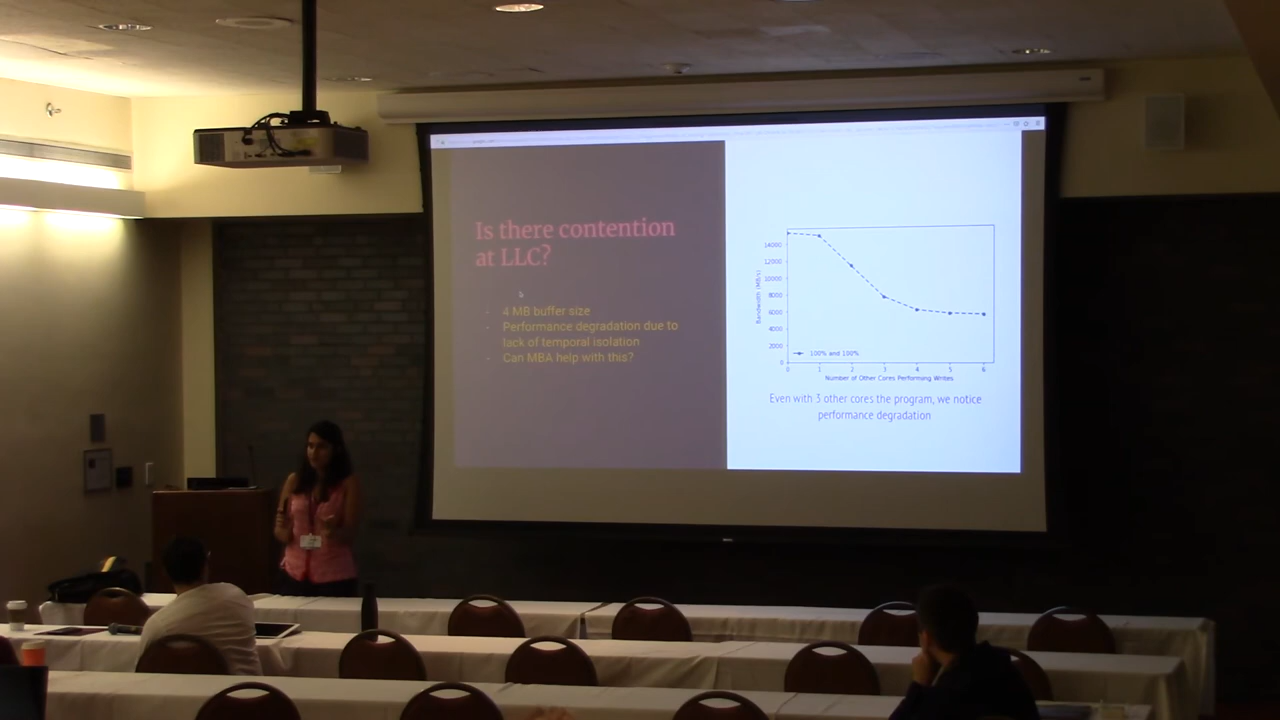 Is there contention
at LLC?
- 4 MB buffer size
- Performance degradation due to
lack of temporal isolation
- Can MBA help with this?
14000
12000
10000
8000
6000
4000
2000
0
Bandwidth (MB/s)
100% and 100%
0 1 2 3 4 5 6
Number of Other Cores Performing Writes
Even with 3 other cores the program, we notice
performance degradation